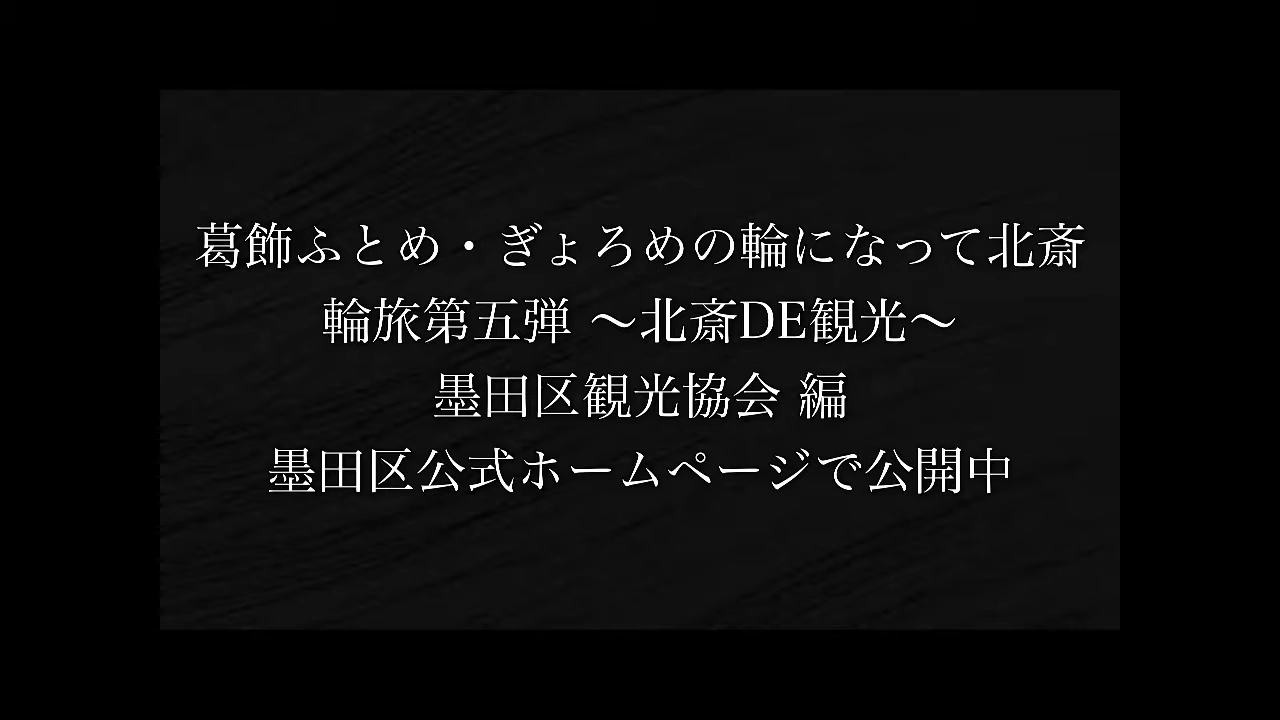 葛飾ふとめ・ぎょろめの輪になって北斎
輪旅第五弾 ～北斎DE観光～
墨田区観光協会 編
墨田区公式ホームページで公開中